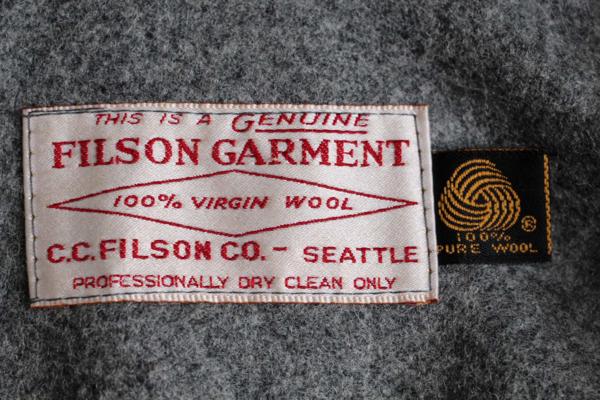 THIS IS A GENUINE
FILSON GARMENT
100% VIRGIN WOOL
C.C. FILSON CO. - SEATTLE
PROFESSIONALLY DRY CLEAN ONLY
®
100%
PURE WOOL